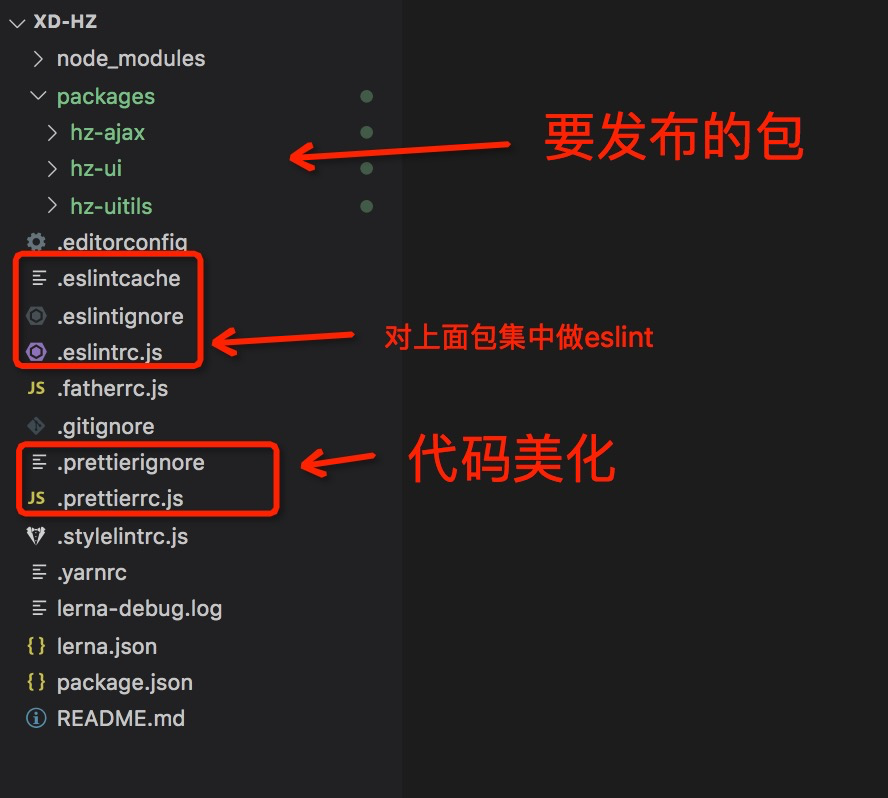 XD-HZ
node_modules
packages
hz-ajax
要发布的包
hz-ui
hz-uitils
.editorconfig
.eslintcache
.eslintignore
对上面包集中做eslint
.eslintrc.js
JS .fatherrc.js
.gitignore
代码美化
.prettierignore
JS .prettierrc.js
.stylelintrc.js
.yarnrc
lerna-debug.log
{} lerna.json
{} package.json
README.md